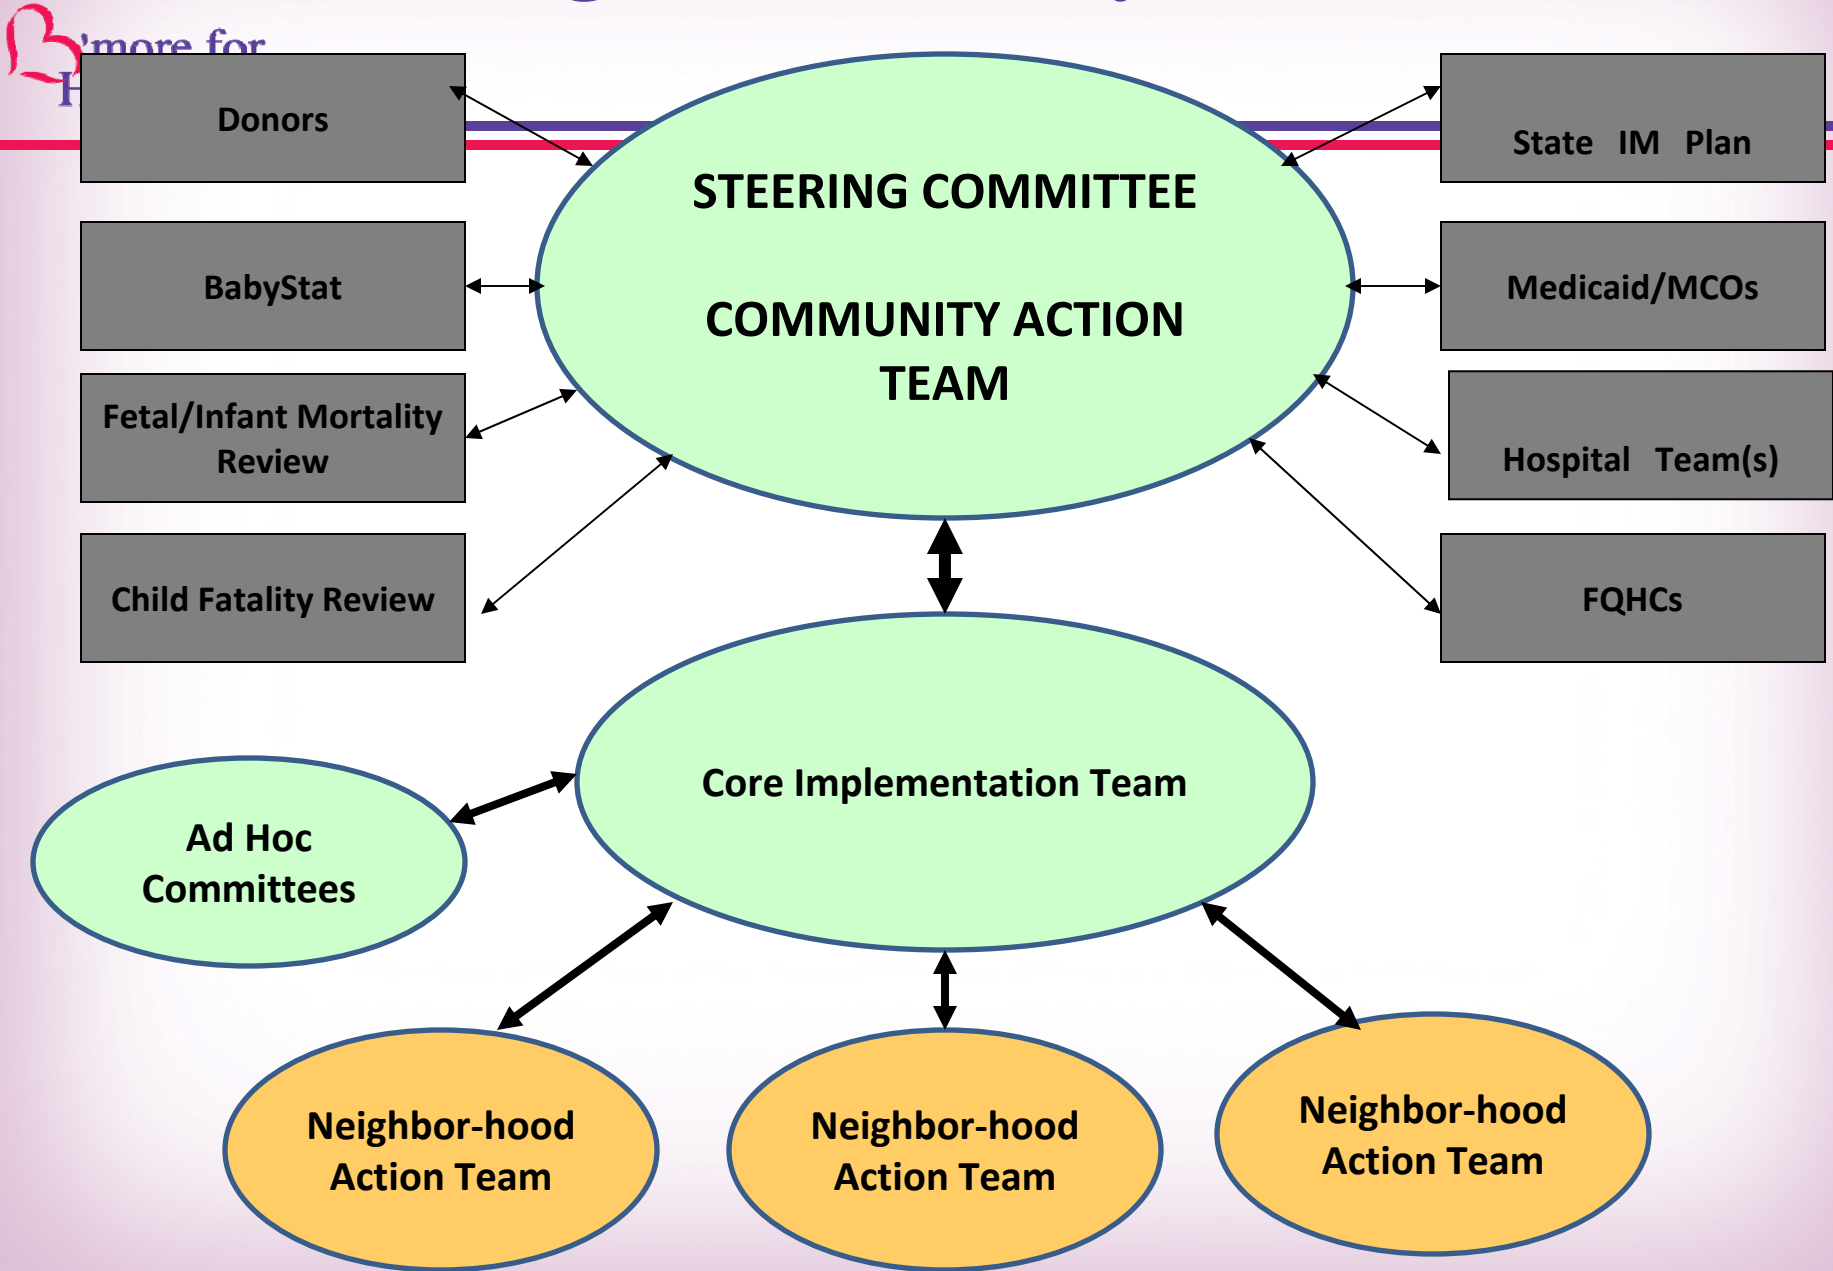 'more for
H
Donors
State IM Plan
STEERING COMMITTEE
BabyStat
Medicaid/MCOs
COMMUNITY ACTION
TEAM
Fetal/Infant Mortality
Review
Hospital Team(s)
Child Fatality Review
FQHCs
Core Implementation Team
Ad Hoc
Committees
Neighbor-hood
Action Team
Neighbor-hood
Action Team
Neighbor-hood
Action Team